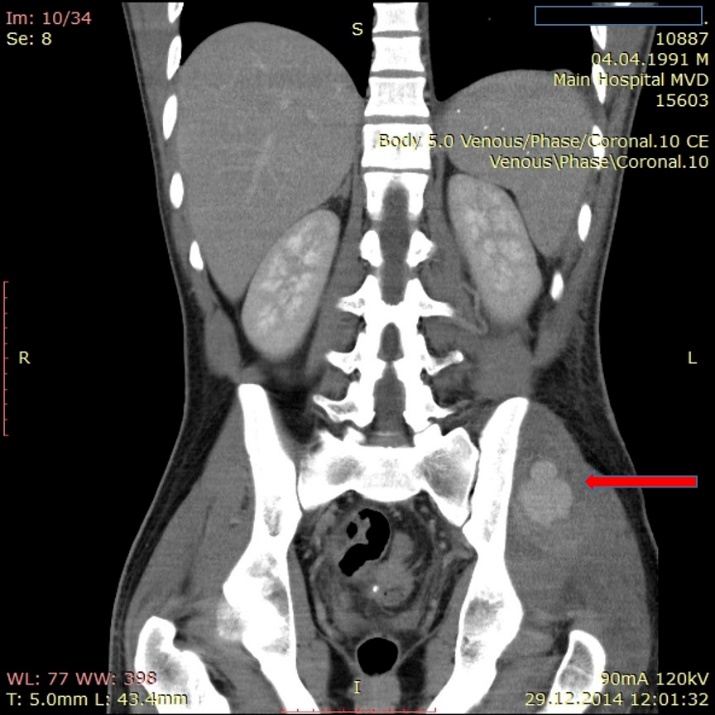 Im: 10/34
Se: 8
S
.
10887
04.04.1991 M
Main Hospital MVD
15603
Body 5.0 Venous/Phase/Coronal.10 CE
Venous\Phase\Coronal.10
R
L
WL: 77 WW: 398
T: 5.0mm L: 43.4mm
I
90mA 120kV
29.12.2014 12:01:32